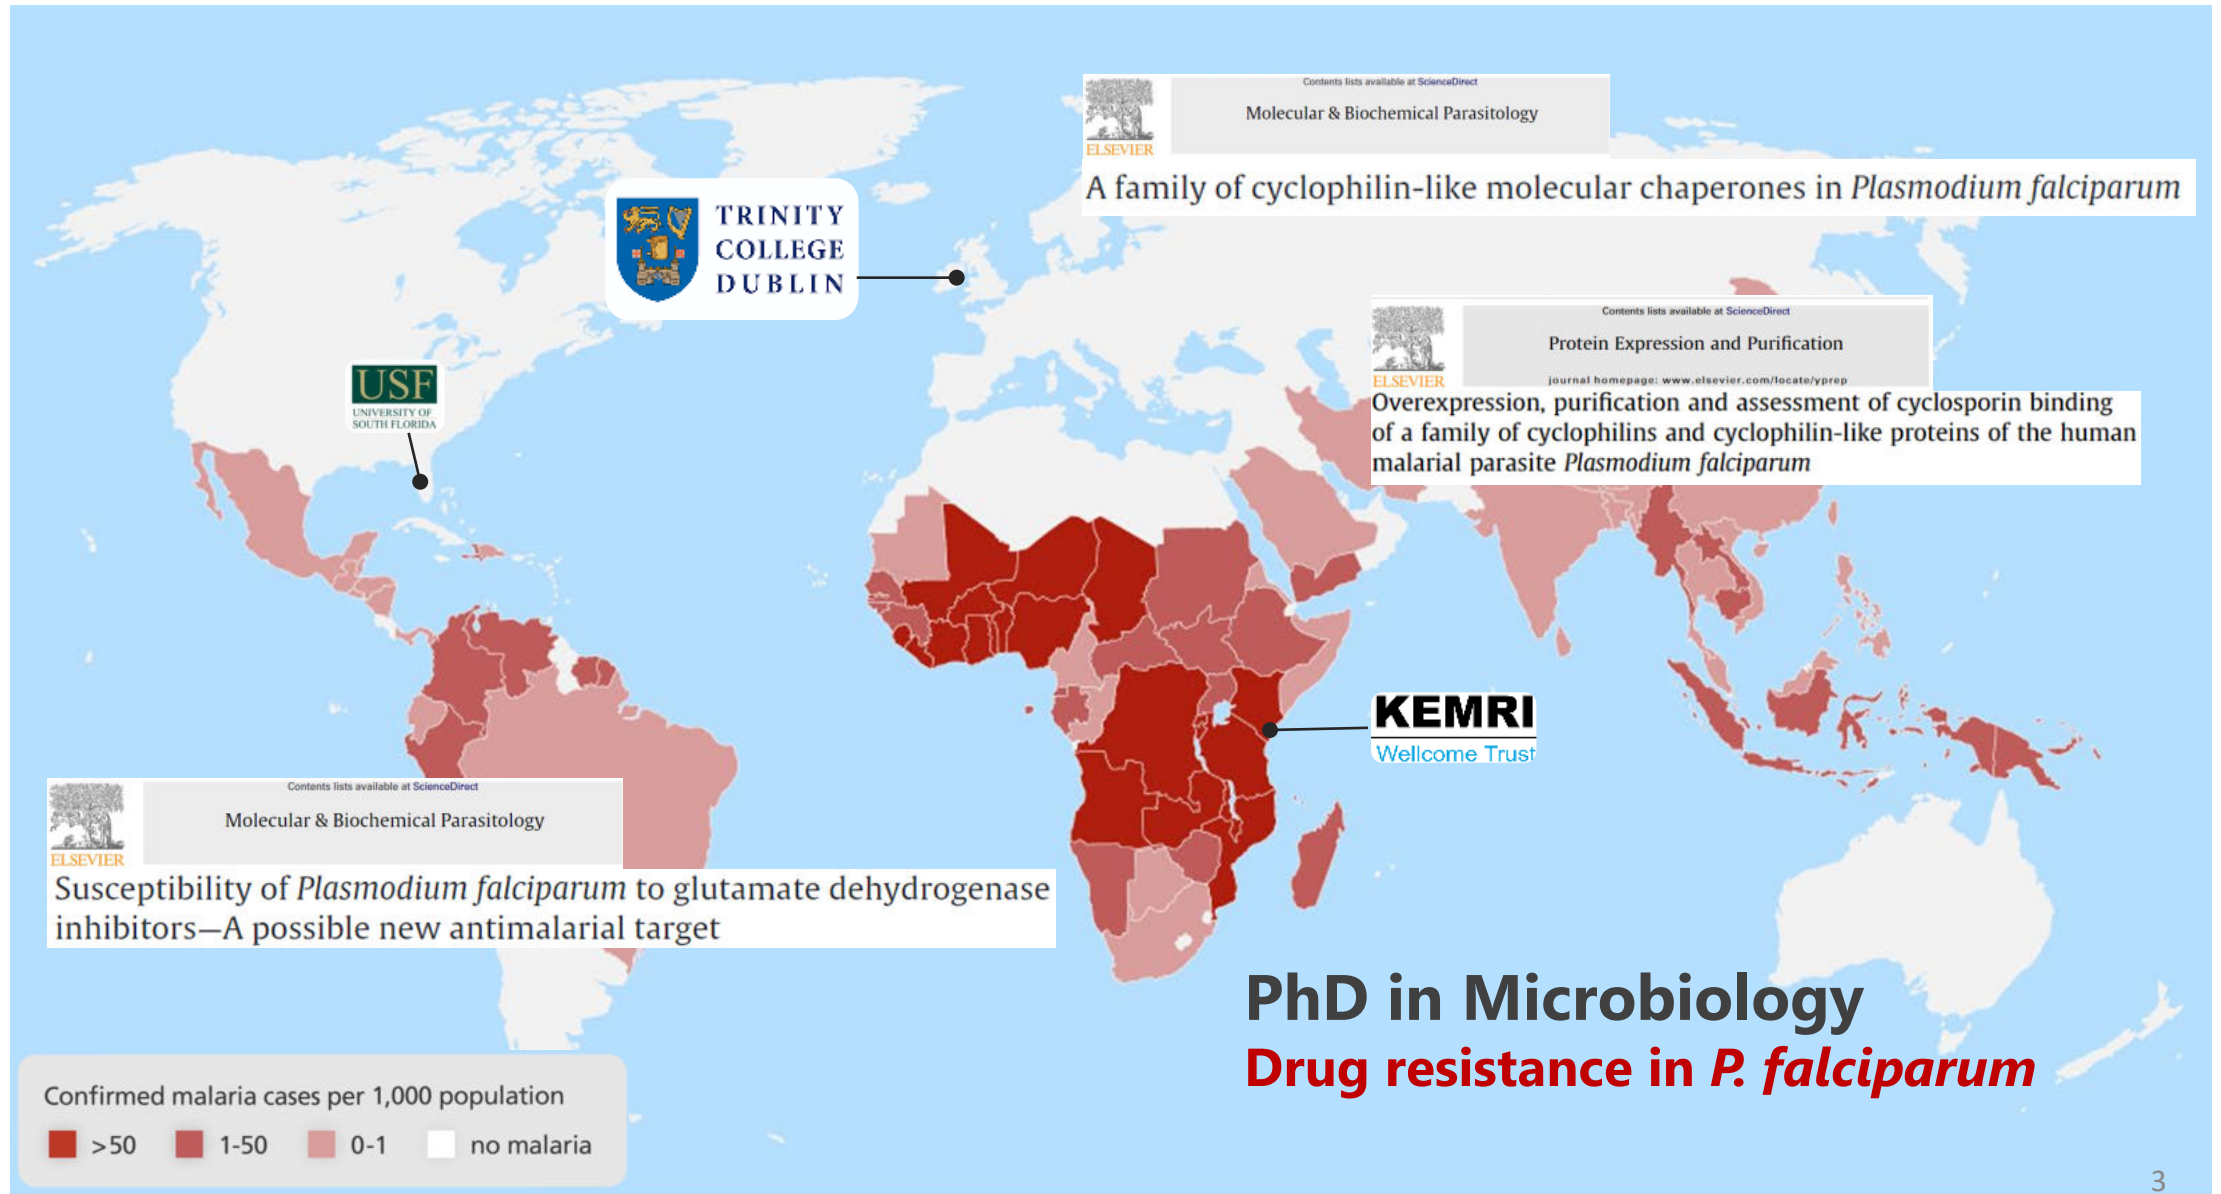 Contents lists available at ScienceDirect
Molecular & Biochemical Parasitology
ELSEVIER
A family of cyclophilin-like molecular chaperones in Plasmodium falciparum
TRINITY
COLLEGE
DUBLIN
Contents lists available at ScienceDirect
Protein Expression and Purification
journal homepage: www.elsevier.com/locate/yprep
ELSEVIER
Overexpression, purification and assessment of cyclosporin binding
of a family of cyclophilins and cyclophilin-like proteins of the human
malarial parasite Plasmodium falciparum
USF
UNIVERSITY OF
SOUTH FLORIDA
KEMRI
Wellcome Trust
Contents lists available at ScienceDirect
Molecular & Biochemical Parasitology
ELSEVIER
Susceptibility of Plasmodium falciparum to glutamate dehydrogenase
inhibitors—A possible new antimalarial target
PhD in Microbiology
Drug resistance in P. falciparum
Confirmed malaria cases per 1,000 population
>50 1-50 0-1 no malaria
3